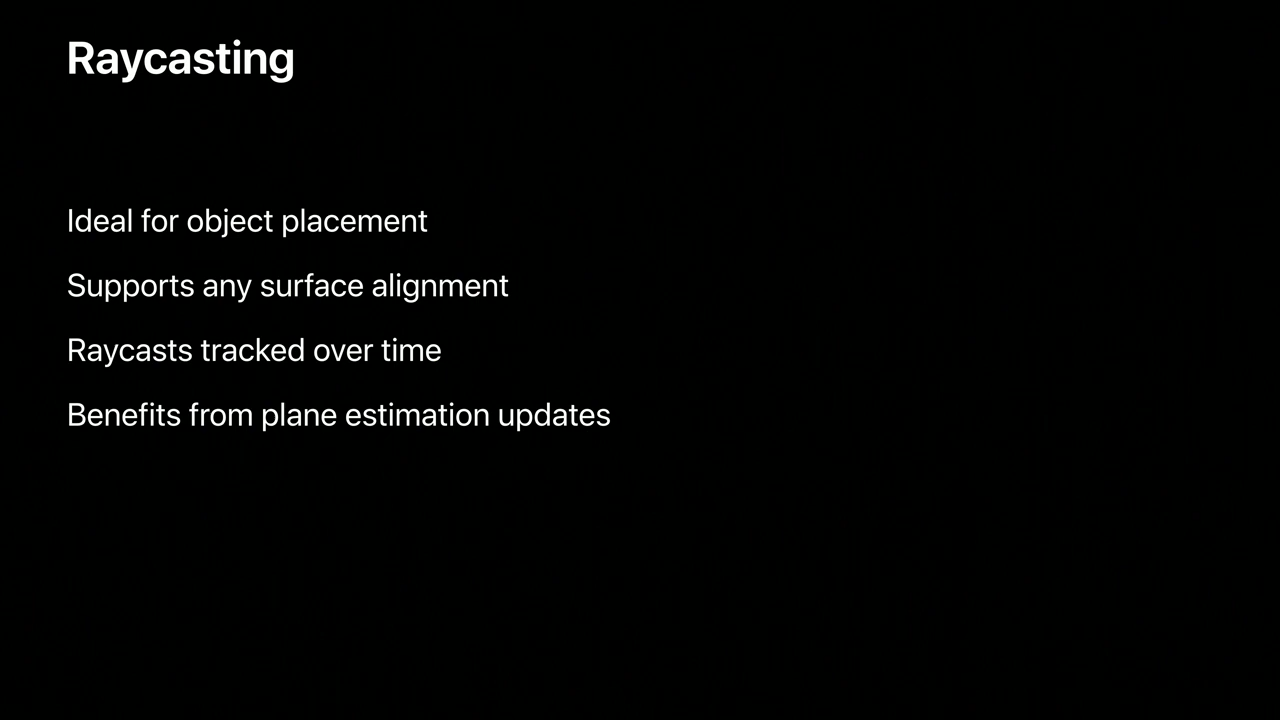 Raycasting
Ideal for object placement
Supports any surface alignment
Raycasts tracked over time
Benefits from plane estimation updates